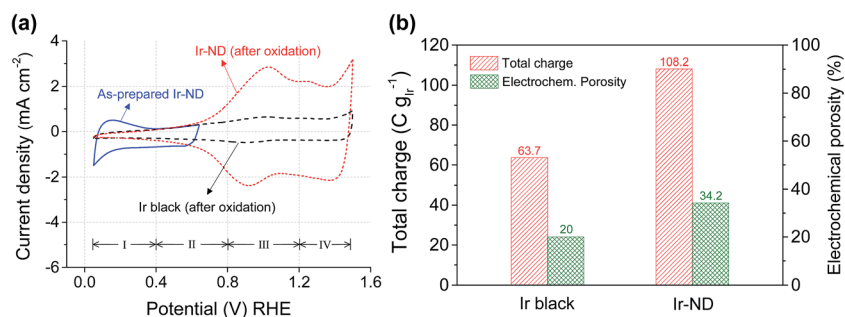 (a)
Current density (mA cm-2)
4
2
0
-2
-4
-6
Ir-ND (after oxidation)
As-prepared Ir-ND
Ir black (after oxidation)
I
II
III
IV
0.0
0.4
0.8
1.2
1.6
Potential (V) RHE
(b)
Total charge (C gIr-1)
120
100
80
60
40
20
0
Total charge
Electrochem. Porosity
63.7
20
108.2
34.2
Ir black
Ir-ND
100
80
60
40
20
0
Electrochemical porosity (%)